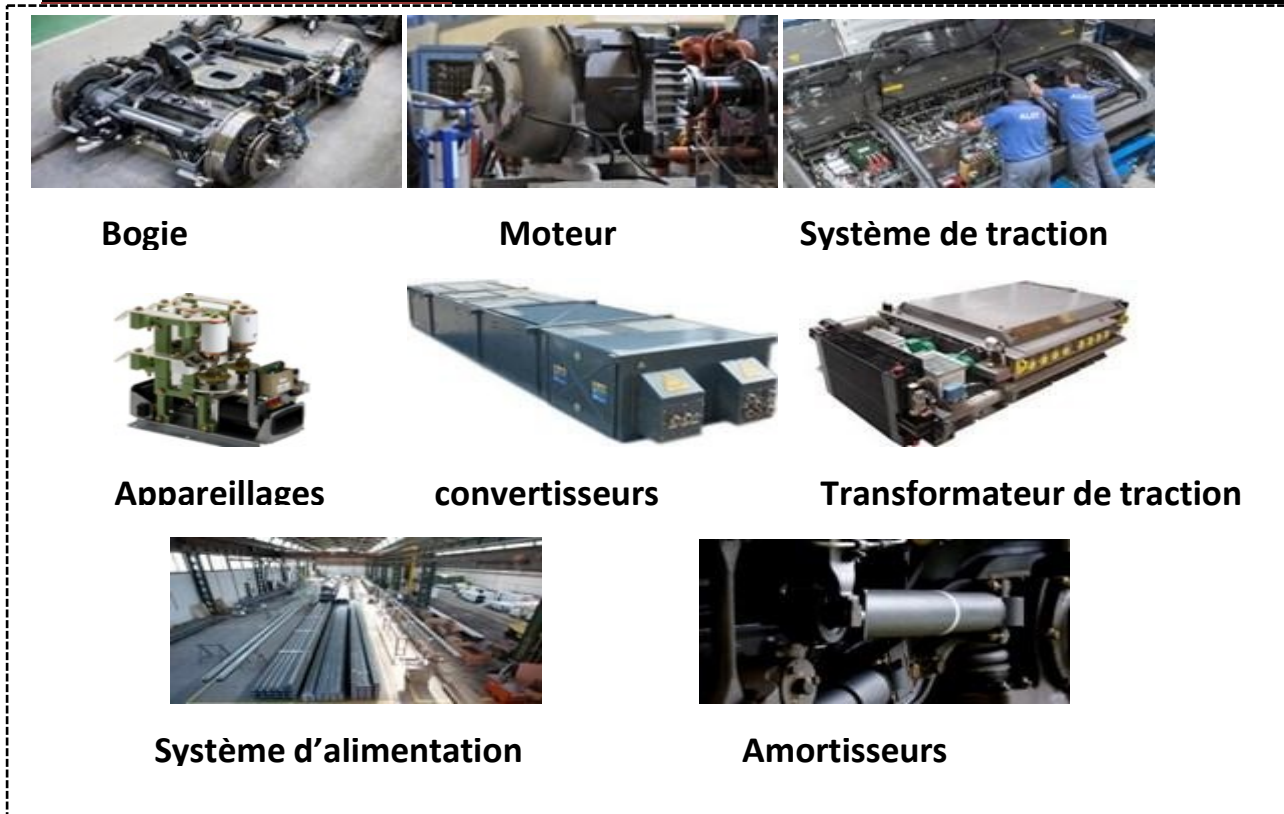 Bogie Moteur Système de traction
Appareillages convertisseurs Transformateur de traction
Système d’alimentation Amortisseurs